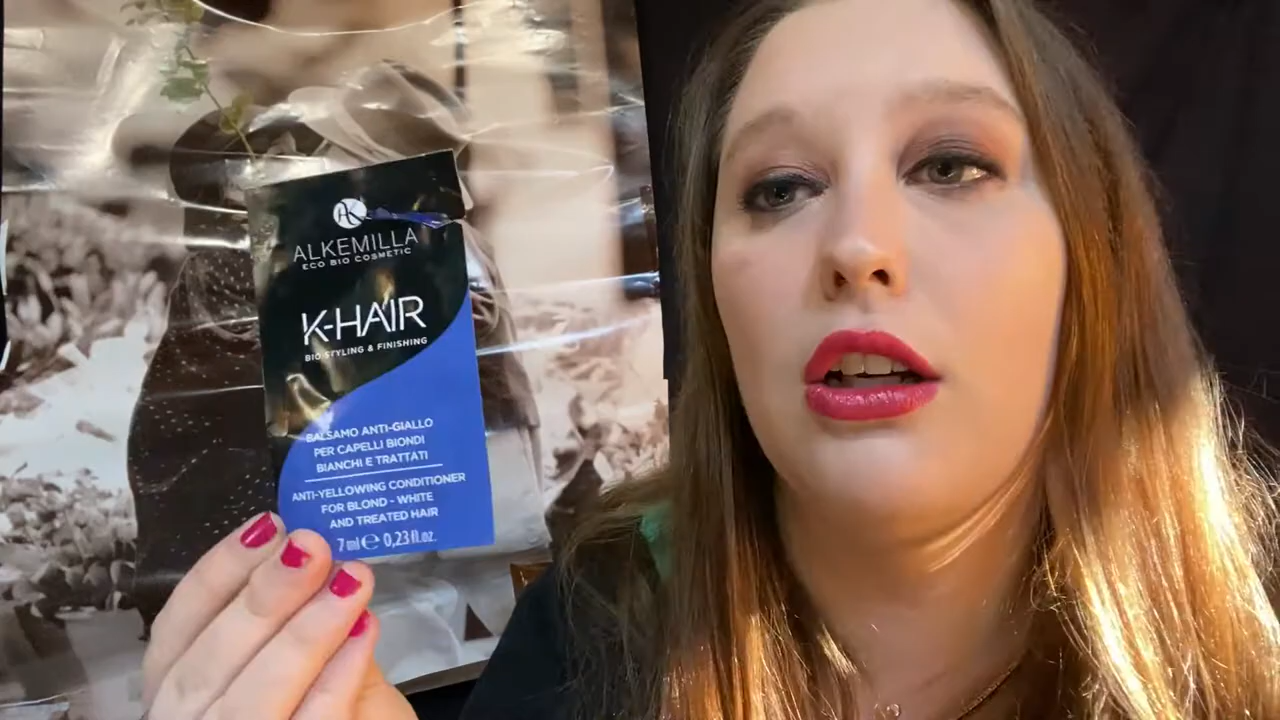 AK
ALKEMILLA
ECO BIO COSMETIC
K-HAIR
BIO STYLING & FINISHING
BALSAMO ANTI-GIALLO
PER CAPELLI BIONDI
BIANCHI E TRATTATI
ANTI-YELLOWING CONDITIONER
FOR BLOND - WHITE
AND TREATED HAIR
7 ml ℮ 0,23 fl.oz.